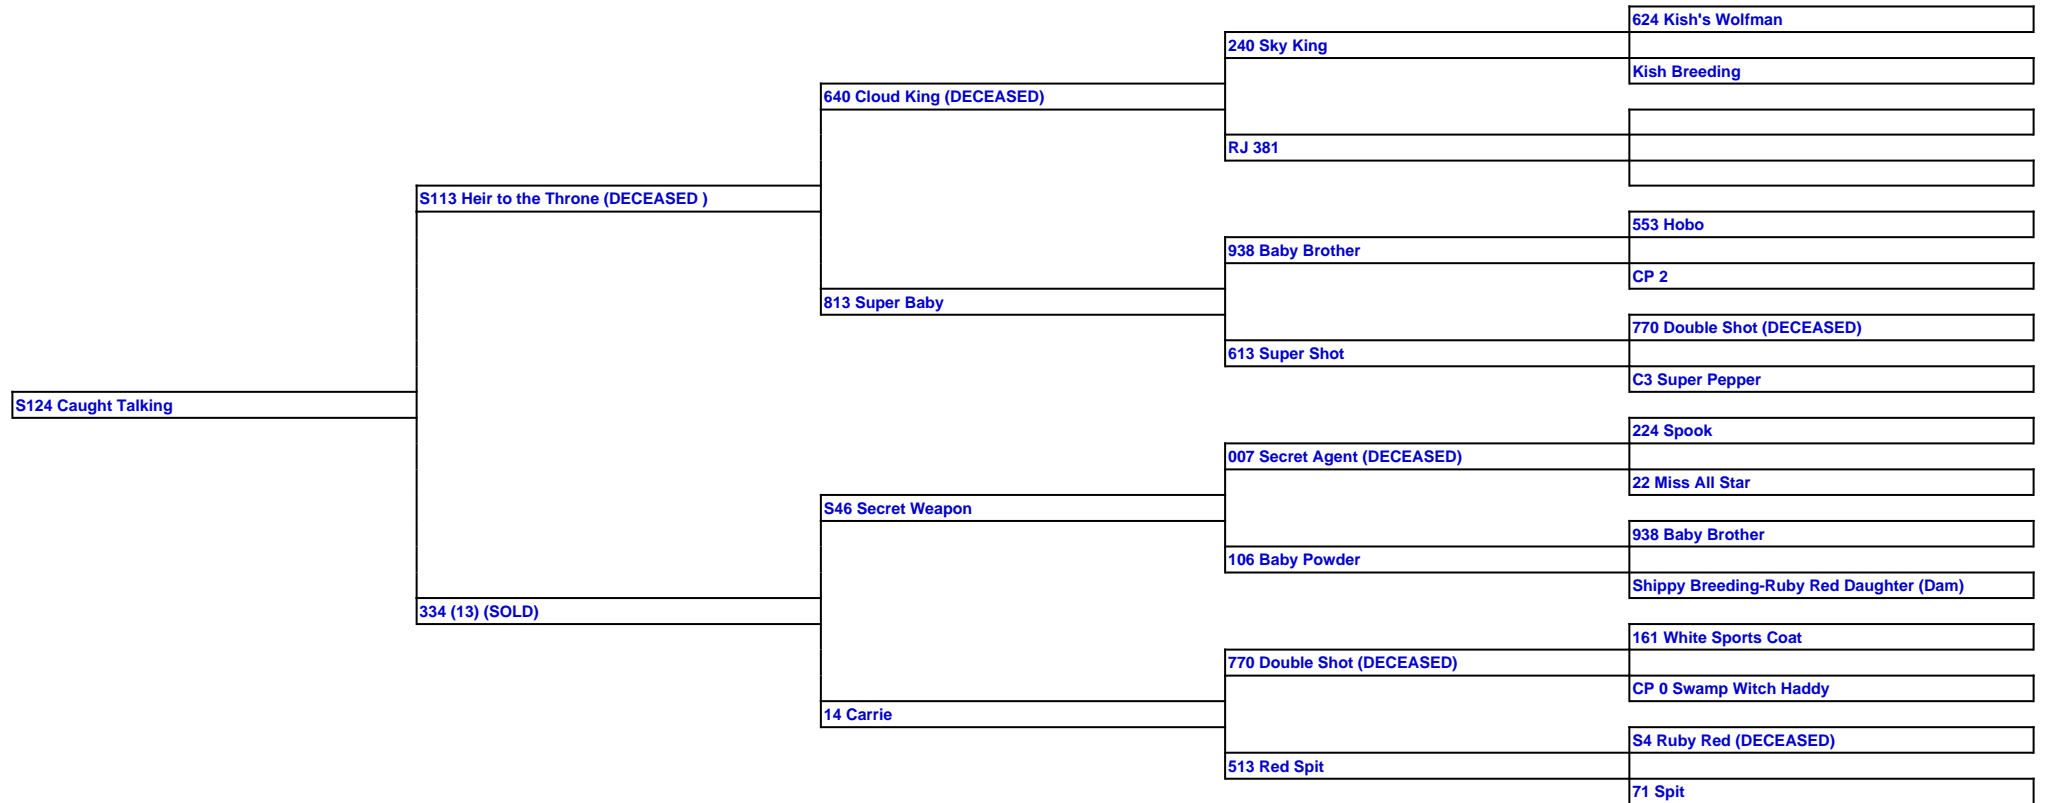 624 Kish's Wolfman
240 Sky King
Kish Breeding
640 Cloud King (DECEASED)
RJ 381
S113 Heir to the Throne (DECEASED )
553 Hobo
938 Baby Brother
CP 2
813 Super Baby
770 Double Shot (DECEASED)
613 Super Shot
C3 Super Pepper
S124 Caught Talking
224 Spook
007 Secret Agent (DECEASED)
22 Miss All Star
S46 Secret Weapon
938 Baby Brother
106 Baby Powder
Shippy Breeding-Ruby Red Daughter (Dam)
334 (13) (SOLD)
161 White Sports Coat
770 Double Shot (DECEASED)
CP 0 Swamp Witch Haddy
14 Carrie
S4 Ruby Red (DECEASED)
513 Red Spit
71 Spit